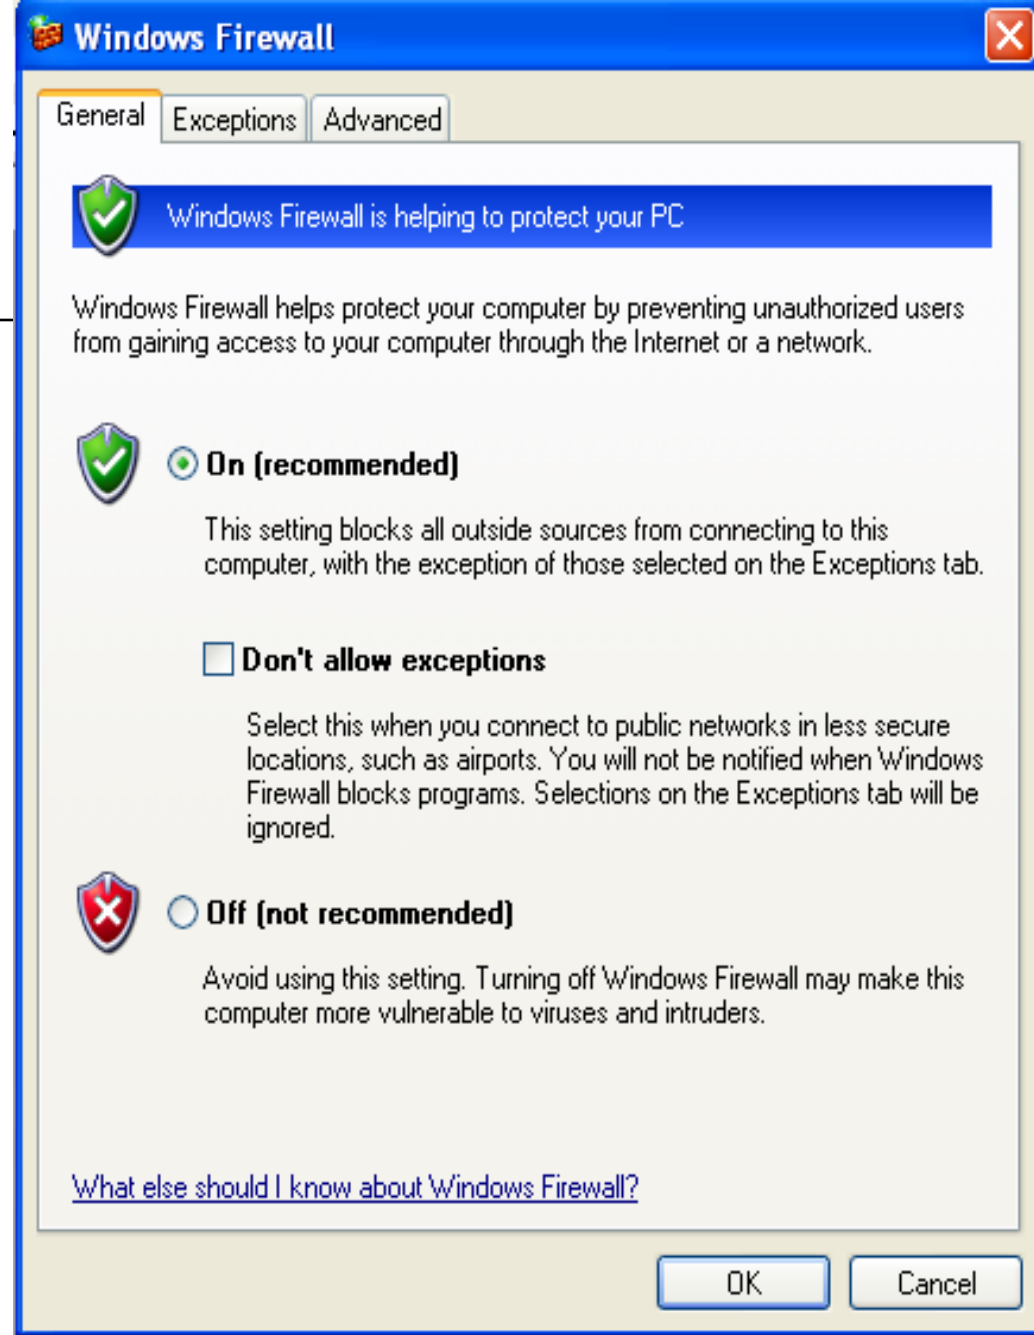 Windows Firewall
General Exceptions Advanced
Windows Firewall is helping to protect your PC
Windows Firewall helps protect your computer by preventing unauthorized users
from gaining access to your computer through the Internet or a network.
On (recommended)
This setting blocks all outside sources from connecting to this
computer, with the exception of those selected on the Exceptions tab.
Don't allow exceptions
Select this when you connect to public networks in less secure
locations, such as airports. You will not be notified when Windows
Firewall blocks programs. Selections on the Exceptions tab will be
ignored.
Off (not recommended)
Avoid using this setting. Turning off Windows Firewall may make this
computer more vulnerable to viruses and intruders.
What else should I know about Windows Firewall?
OK Cancel